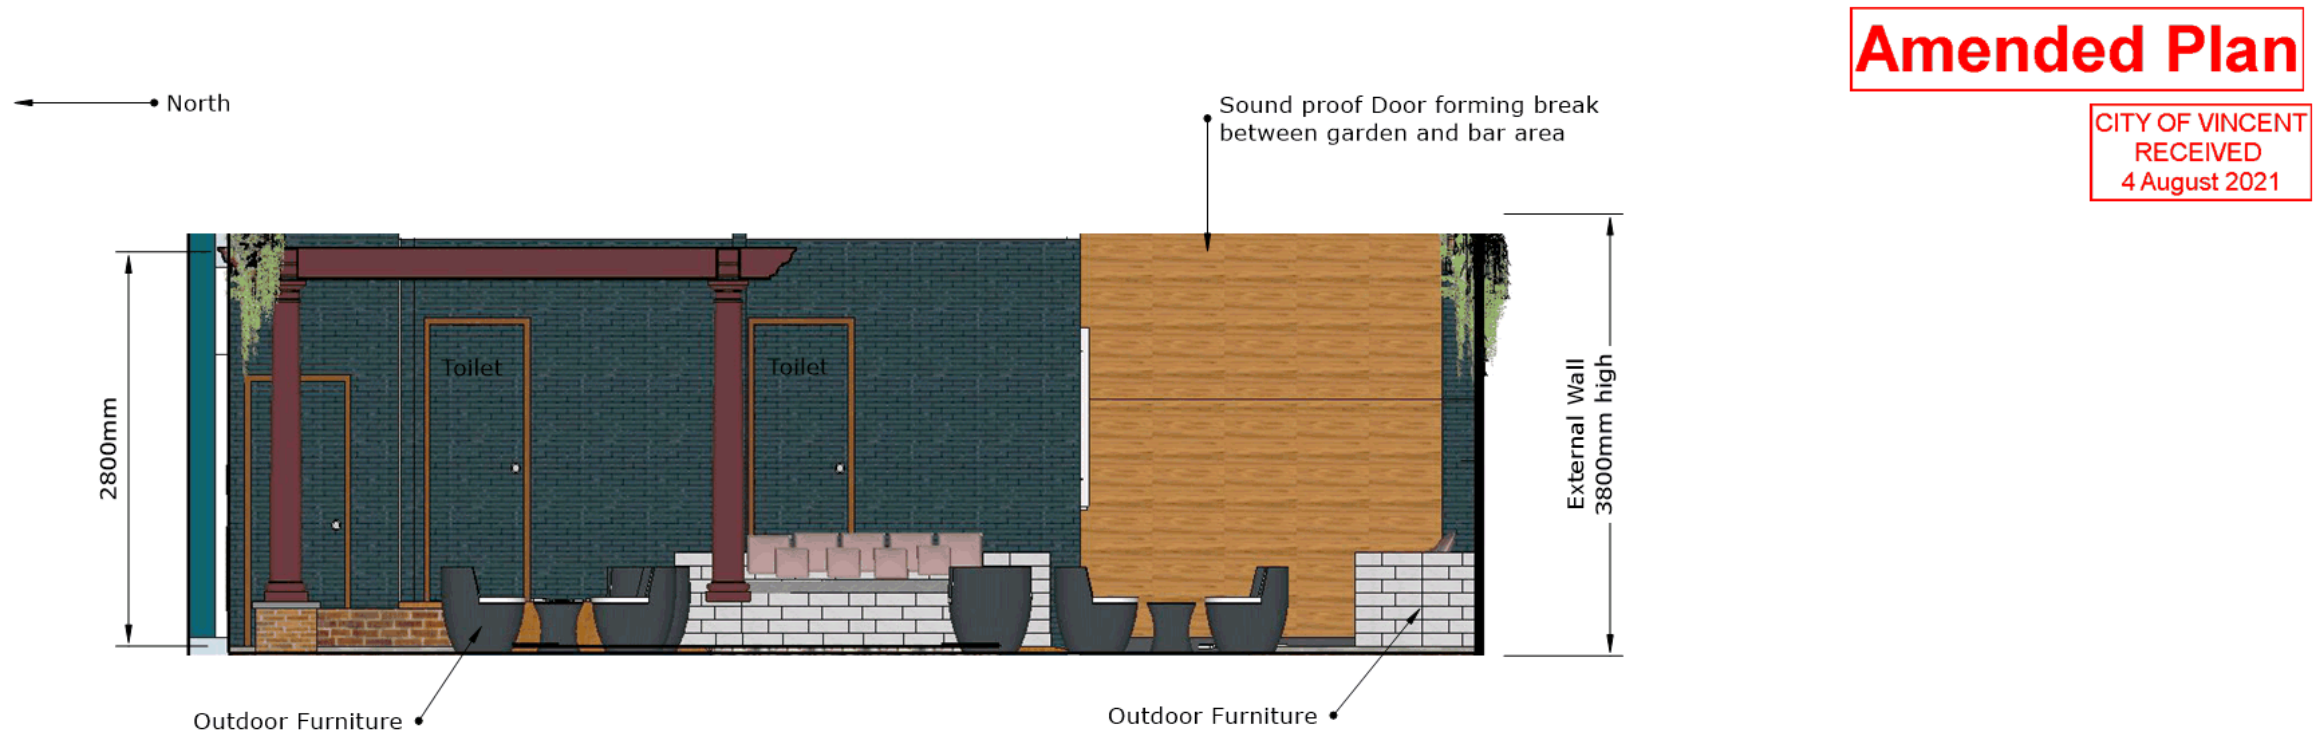 Amended Plan
CITY OF VINCENT
RECEIVED
4 August 2021
North
Sound proof Door forming break
between garden and bar area
Toilet
Toilet
2800mm
External Wall
3800mm high
Outdoor Furniture
Outdoor Furniture